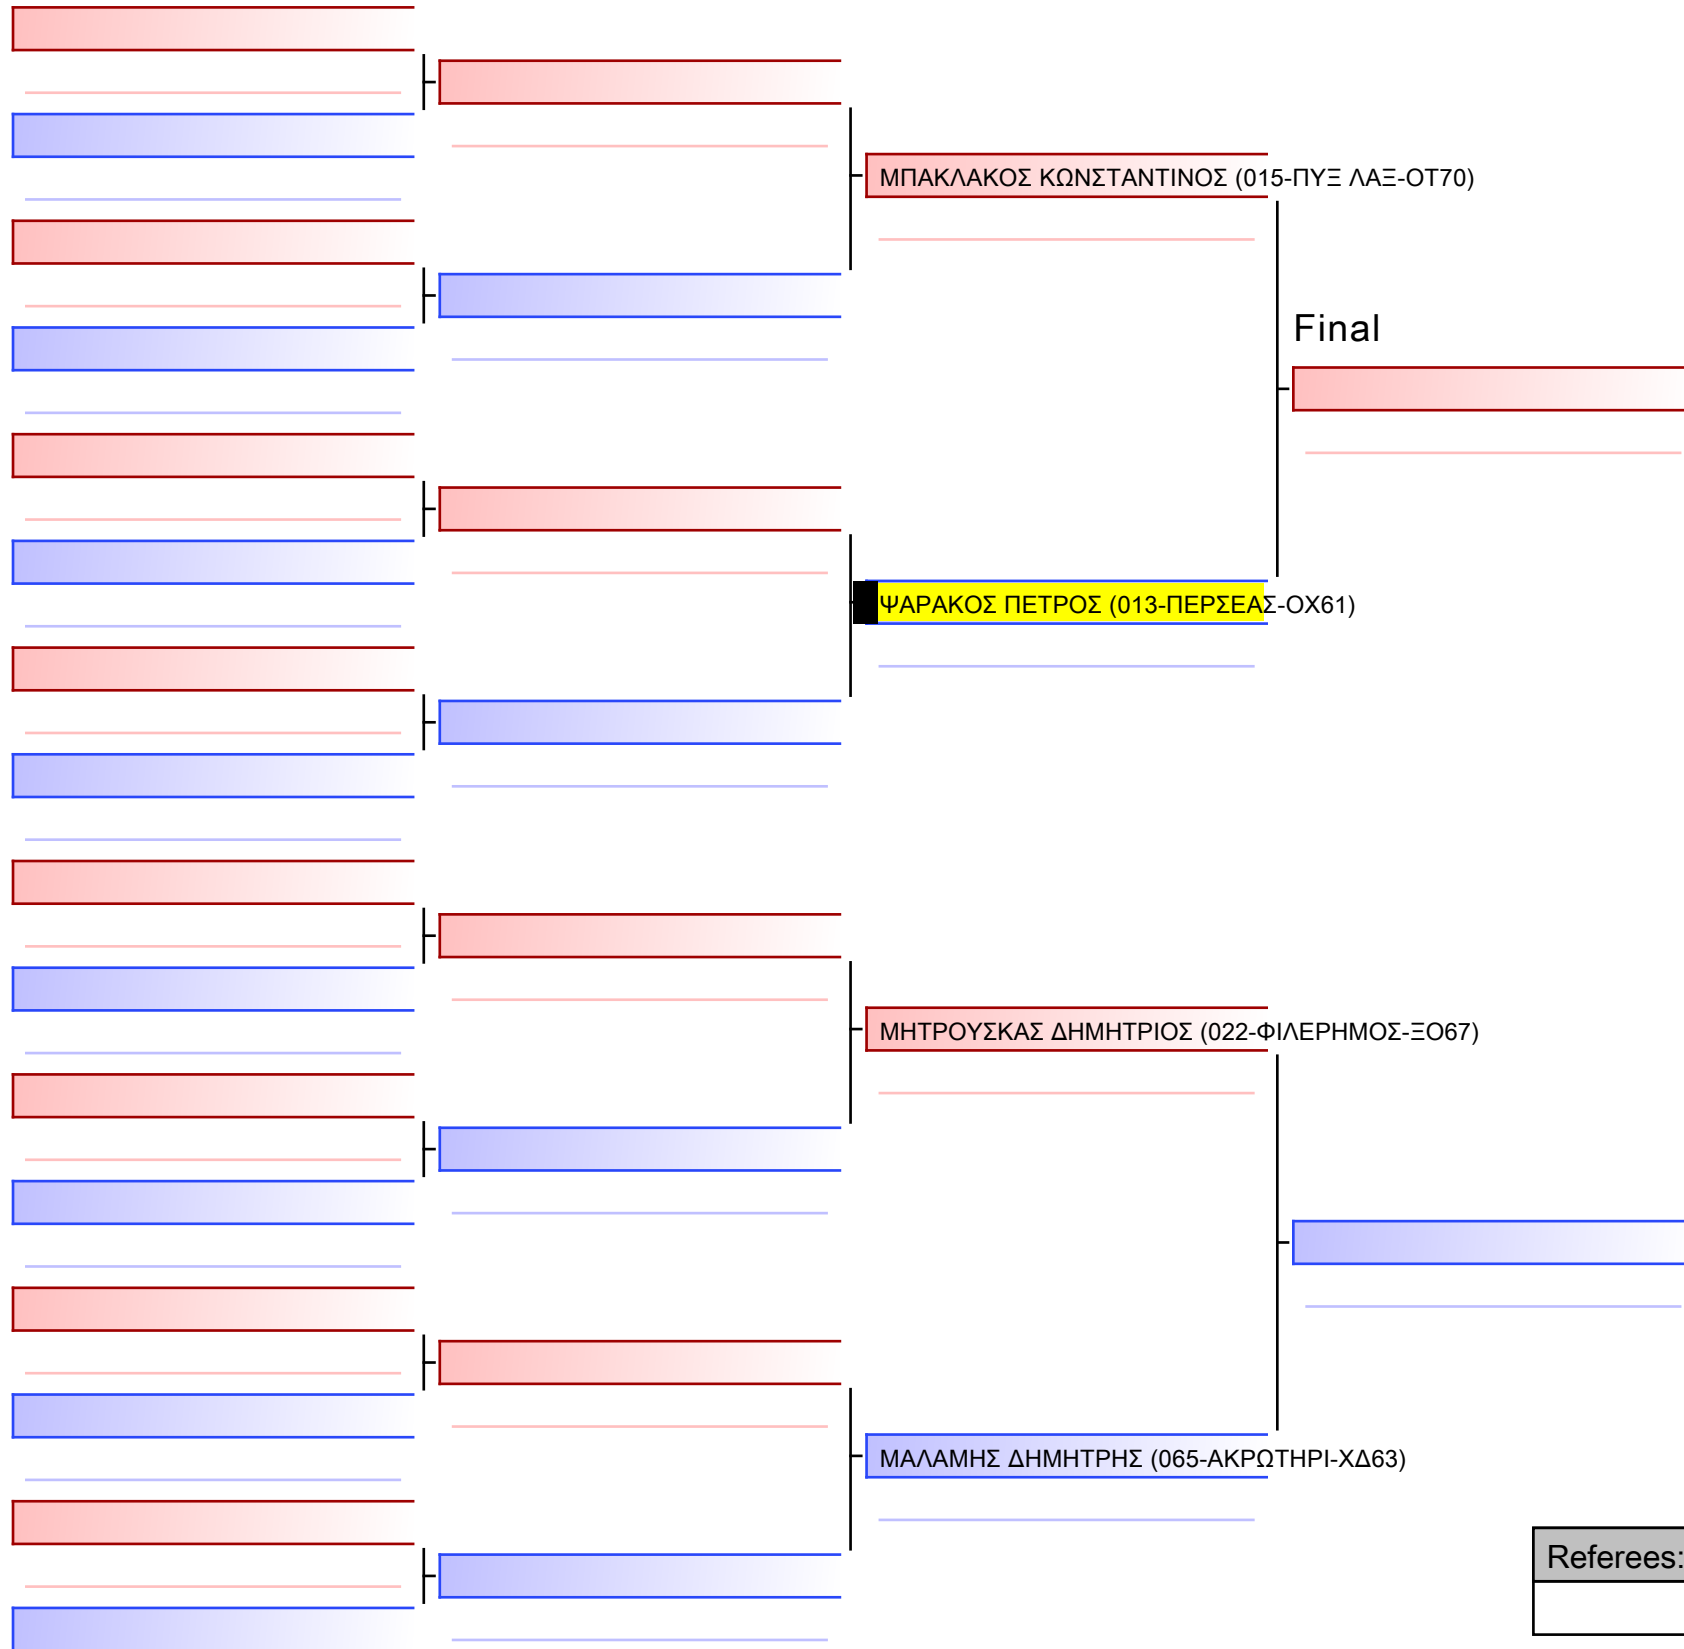 ΜΠΑΚΛΑΚΟΣ ΚΩΝΣΤΑΝΤΙΝΟΣ (015-ΠΥΞ ΛΑΞ-ΟΤ70)
Final
ΨΑΡΑΚΟΣ ΠΕΤΡΟΣ (013-ΠΕΡΣΕΑΣ-ΟΧ61)
ΜΗΤΡΟΥΣΚΑΣ ΔΗΜΗΤΡΙΟΣ (022-ΦΙΛΕΡΗΜΟΣ-ΞΟ67)
ΜΑΛΑΜΗΣ ΔΗΜΗΤΡΗΣ (065-ΑΚΡΩΤΗΡΙ-ΧΔ63)
Referees: